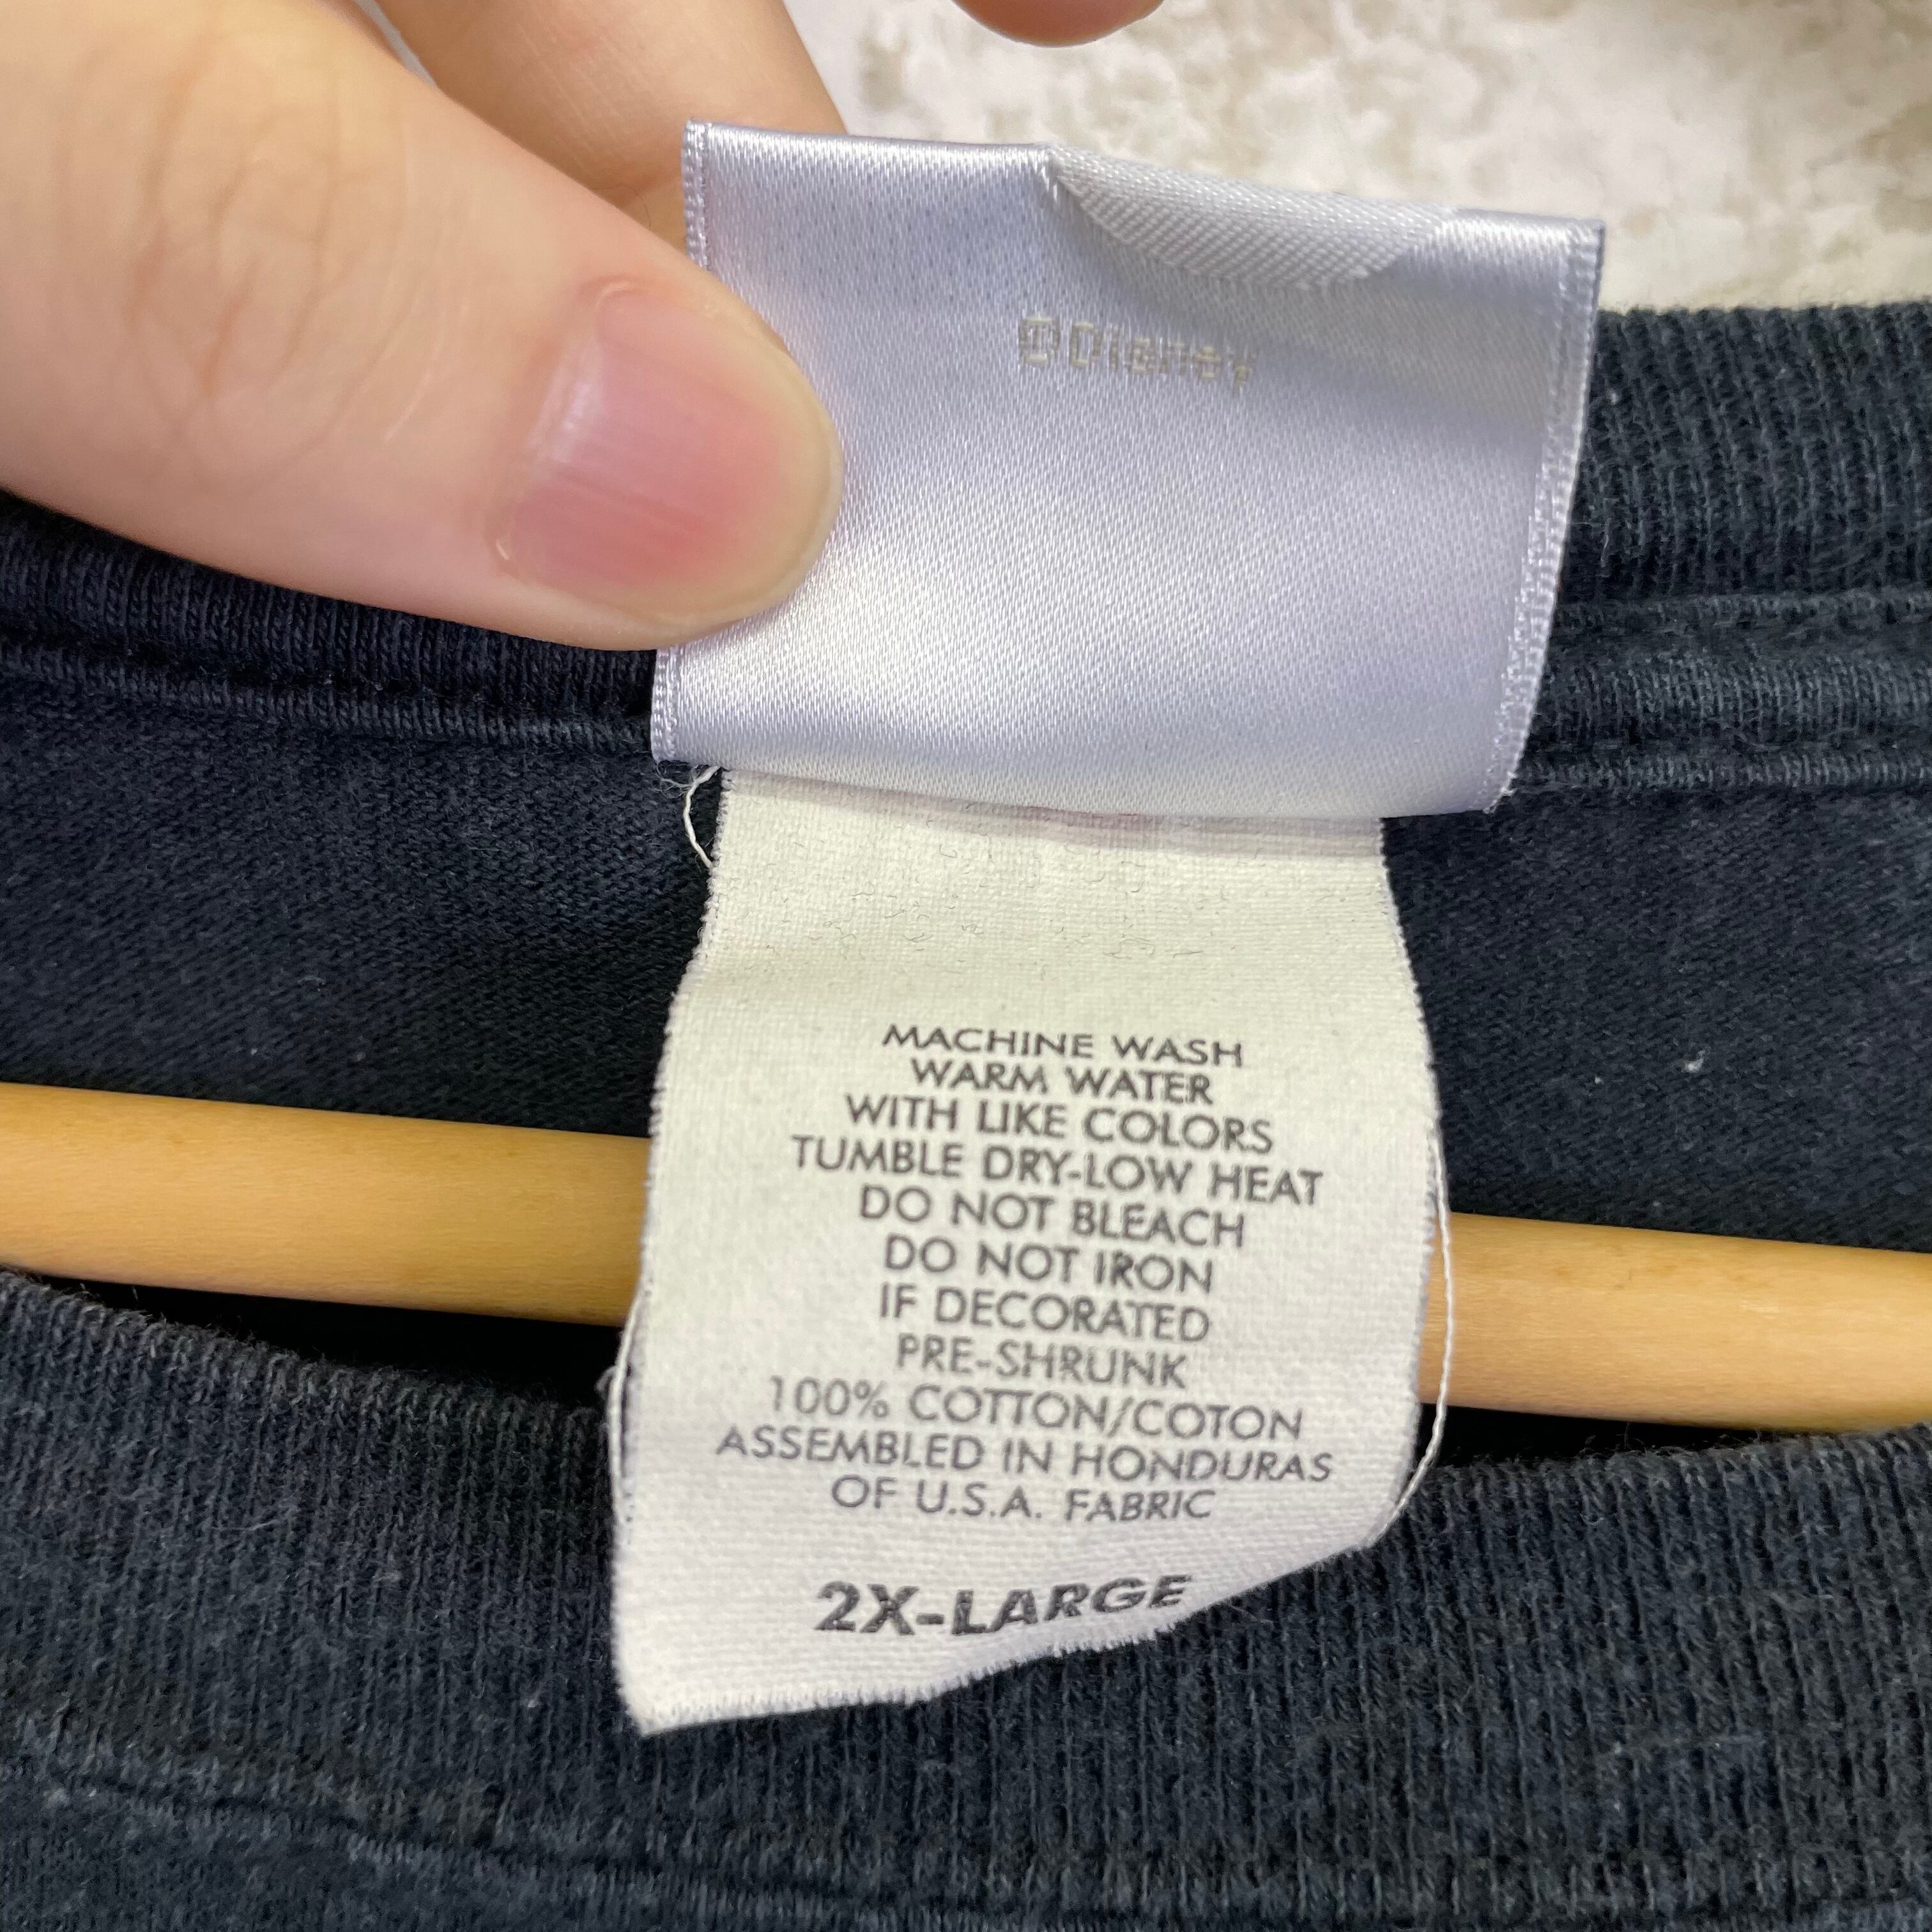 ©Disney
MACHINE WASH
WARM WATER
WITH LIKE COLORS
TUMBLE DRY-LOW HEAT
DO NOT BLEACH
DO NOT IRON
IF DECORATED
PRE-SHRUNK
100% COTTON/COTON
ASSEMBLED IN HONDURAS
OF U.S.A. FABRIC
2X-LARGE